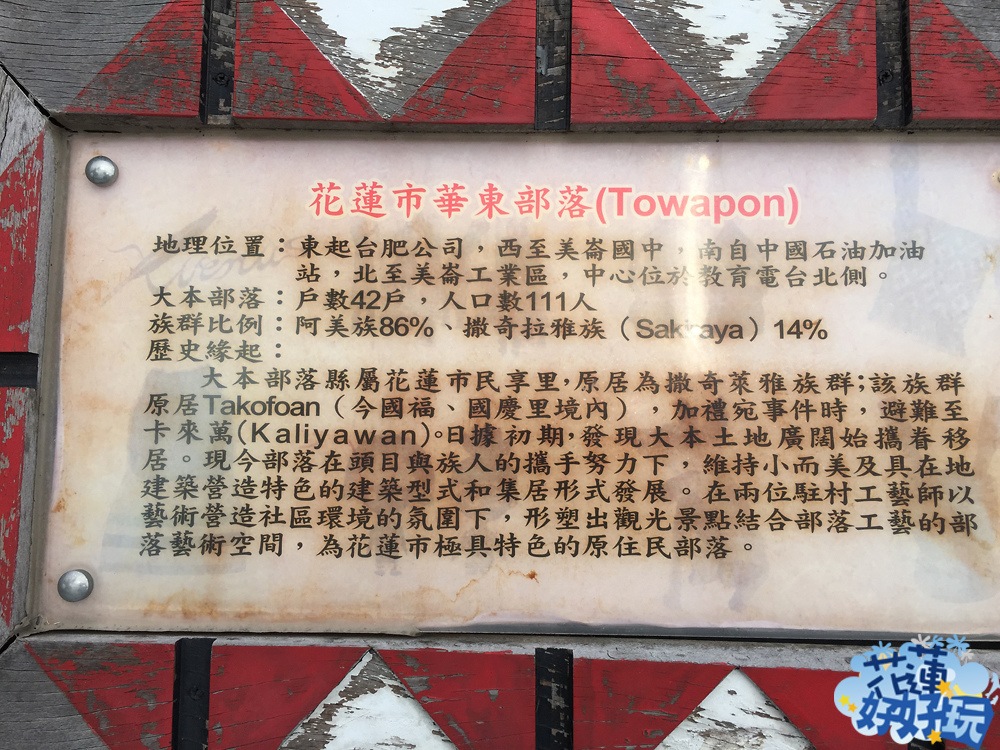 花蓮市華東部落(Towapon)
地理位置：東起台肥公司，西至美崙國中，南自中國石油加油
站，北至美崙工業區，中心位於教育電台北側。
大本部落：戶數42戶，人口數111人
族群比例：阿美族86%、撒奇拉雅族（Sakiraya）14%
歷史緣起：
大本部落縣屬花蓮市民享里,原居為撒奇萊雅族群;該族群
原居Takofoan（今國福、國慶里境內），加禮宛事件時，避難至
卡來萬(Kaliyawan)。日據初期,發現大本土地廣闊始攜眷移
居。現今部落在頭目與族人的攜手努力下，維持小而美及具在地
建築營造特色的建築型式和集居形式發展。在兩位駐村工藝師以
藝術營造社區環境的氛圍下，形塑出觀光景點結合部落工藝的部
落藝術空間，為花蓮市極具特色的原住民部落。
花蓮
好好玩